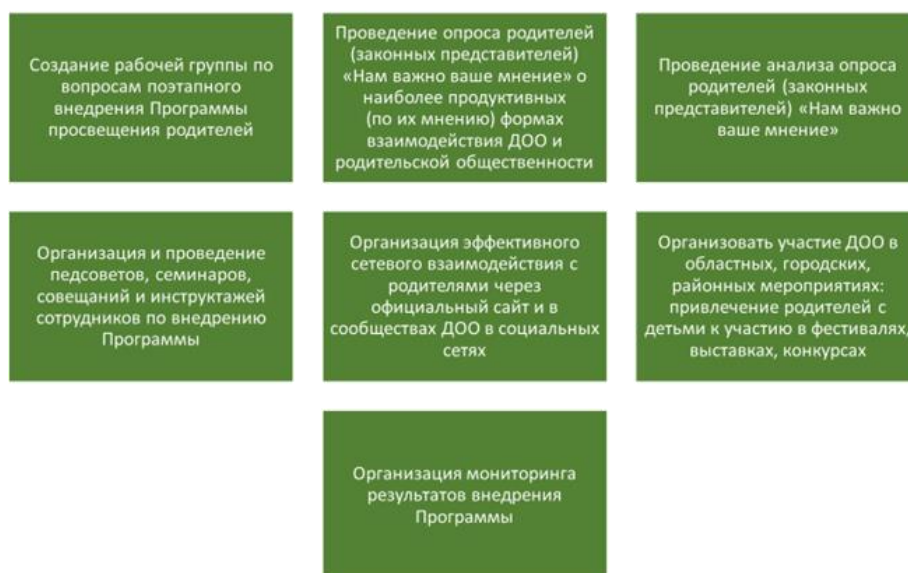 Создание рабочей группы по
вопросам поэтапного
внедрения Программы
просвещения родителей
Проведение опроса родителей
(законных представителей)
«Нам важно ваше мнение» о
наиболее продуктивных
(по их мнению) формах
взаимодействия ДОО и
родительской общественности
Проведение анализа опроса
родителей (законных
представителей) «Нам важно
ваше мнение»
Организация и проведение
педсоветов, семинаров,
совещаний и инструктажей
сотрудников по внедрению
Программы
Организация эффективного
сетевого взаимодействия с
родителями через
официальный сайт и в
сообществах ДОО в социальных
сетях
Организовать участие ДОО в
областных, городских,
районных мероприятиях:
привлечение родителей с
детьми к участию в фестивалях,
выставках, конкурсах
Организация мониторинга
результатов внедрения
Программы